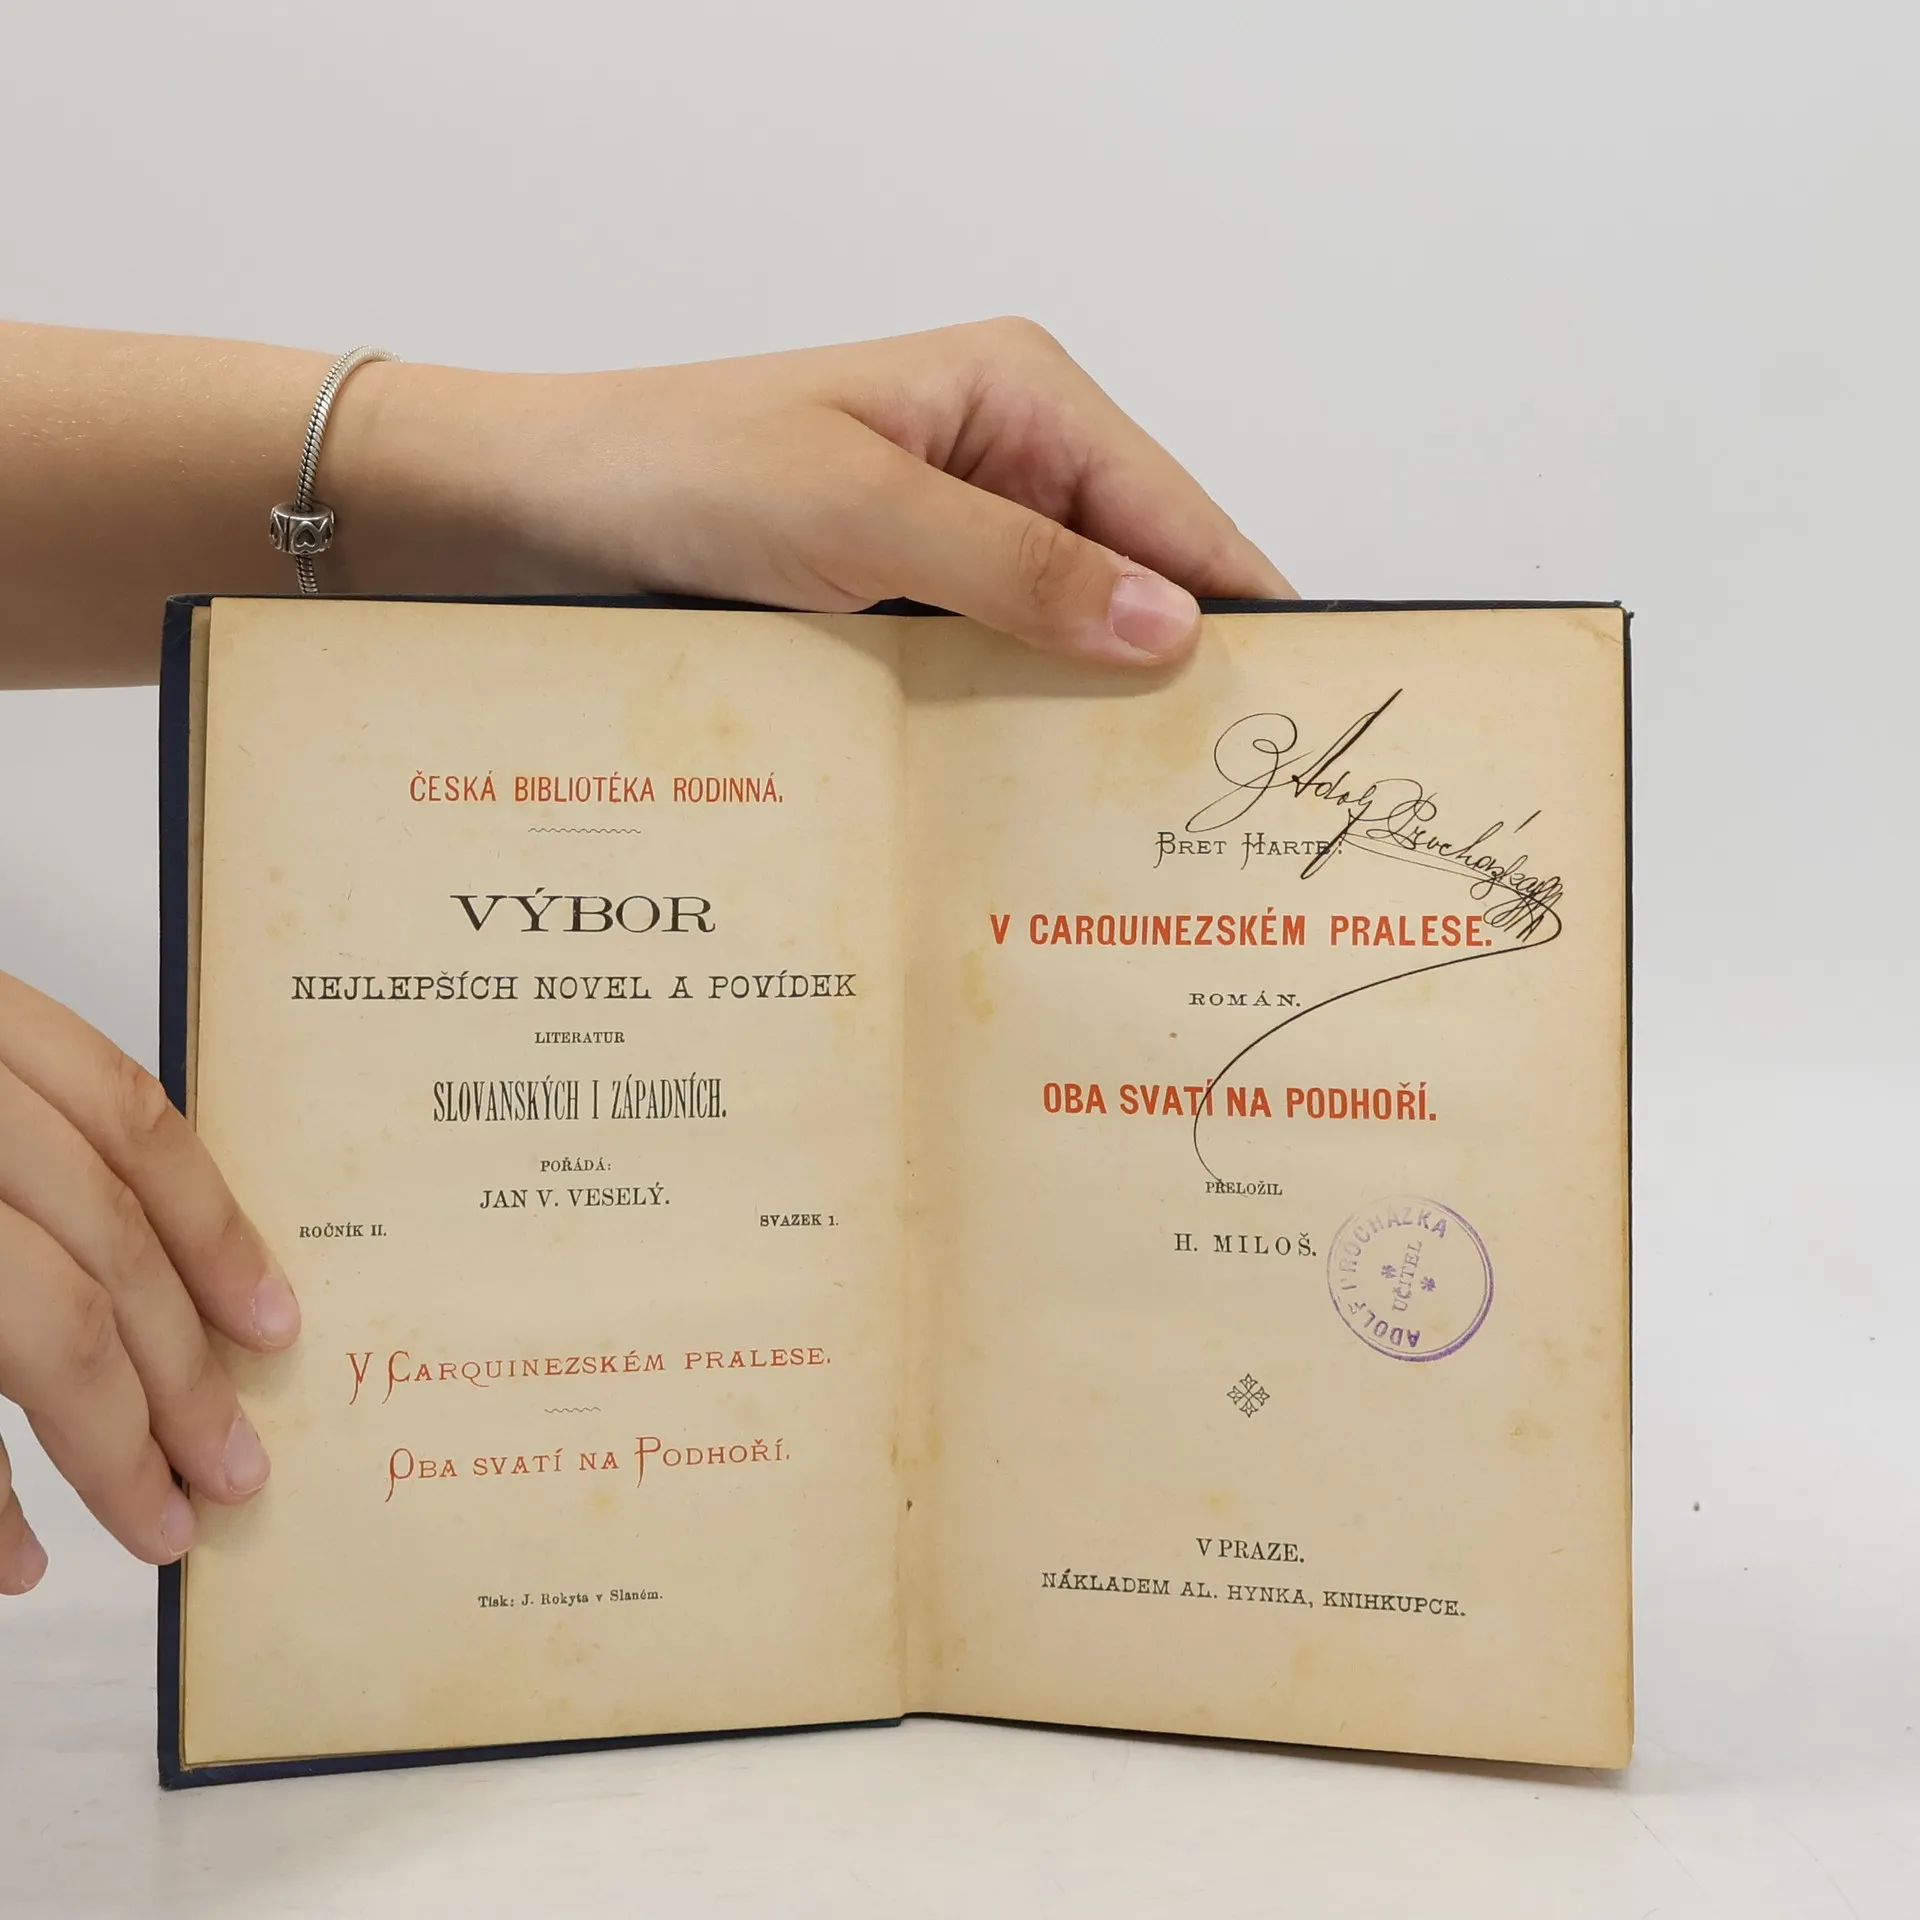 ČESKÁ BIBLIOTÉKA RODINNÁ.
VÝBOR
NEJLEPŠÍCH NOVEL A POVÍDEK
LITERATUR
SLOVANSKÝCH I ZÁPADNÍCH.
POŘÁDÁ:
JAN V. VESELÝ.
ROČNÍK II.
SVAZEK 1.
V CARQUINEZSKÉM PRALESE.
OBA SVATÍ NA PODHOŘÍ.
Tisk: J. Rokyta v Slaném.
Adolf Procházka
BRET HARTE:
V CARQUINEZSKÉM PRALESE.
ROMÁN.
OBA SVATÍ NA PODHOŘÍ.
PŘELOŽIL
H. MILOŠ.
ADOLF PROCHÁZKA
UČITEL
V PRAZE.
NÁKLADEM AL. HYNKA, KNIHKUPCE.